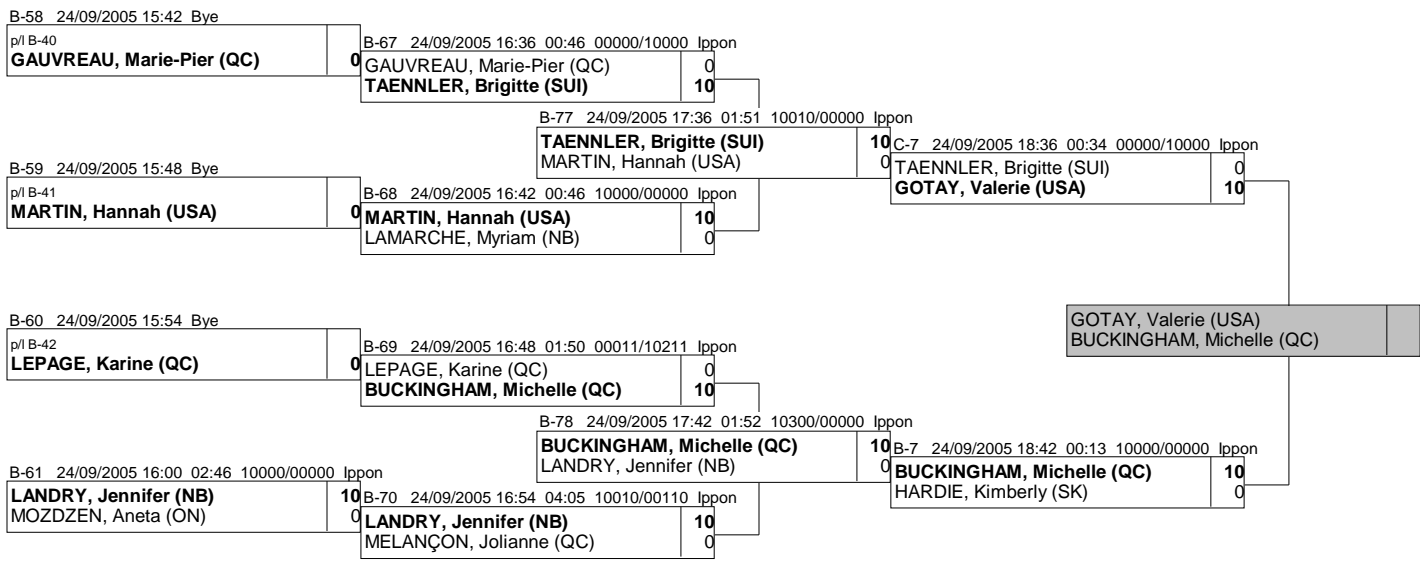 B-58 24/09/2005 15:42 Bye
p/l B-40
GAUVREAU, Marie-Pier (QC) 0
B-67 24/09/2005 16:36 00:46 00000/10000 Ippon
GAUVREAU, Marie-Pier (QC) 0
TAENNLER, Brigitte (SUI) 10
B-77 24/09/2005 17:36 01:51 10010/00000 Ippon
TAENNLER, Brigitte (SUI) 10
MARTIN, Hannah (USA) 0
C-7 24/09/2005 18:36 00:34 00000/10000 Ippon
TAENNLER, Brigitte (SUI) 0
GOTAY, Valerie (USA) 10
B-59 24/09/2005 15:48 Bye
p/l B-41
MARTIN, Hannah (USA) 0
B-68 24/09/2005 16:42 00:46 10000/00000 Ippon
MARTIN, Hannah (USA) 10
LAMARCHE, Myriam (NB) 0
GOTAY, Valerie (USA)
BUCKINGHAM, Michelle (QC)
B-60 24/09/2005 15:54 Bye
p/l B-42
LEPAGE, Karine (QC) 0
B-69 24/09/2005 16:48 01:50 00011/10211 Ippon
LEPAGE, Karine (QC) 0
BUCKINGHAM, Michelle (QC) 10
B-78 24/09/2005 17:42 01:52 10300/00000 Ippon
BUCKINGHAM, Michelle (QC) 10
LANDRY, Jennifer (NB) 0
B-7 24/09/2005 18:42 00:13 10000/00000 Ippon
BUCKINGHAM, Michelle (QC) 10
HARDIE, Kimberly (SK) 0
B-61 24/09/2005 16:00 02:46 10000/00000 Ippon
LANDRY, Jennifer (NB) 10
MOZDZEN, Aneta (ON) 0
B-70 24/09/2005 16:54 04:05 10010/00110 Ippon
LANDRY, Jennifer (NB) 10
MELANÇON, Jolianne (QC) 0